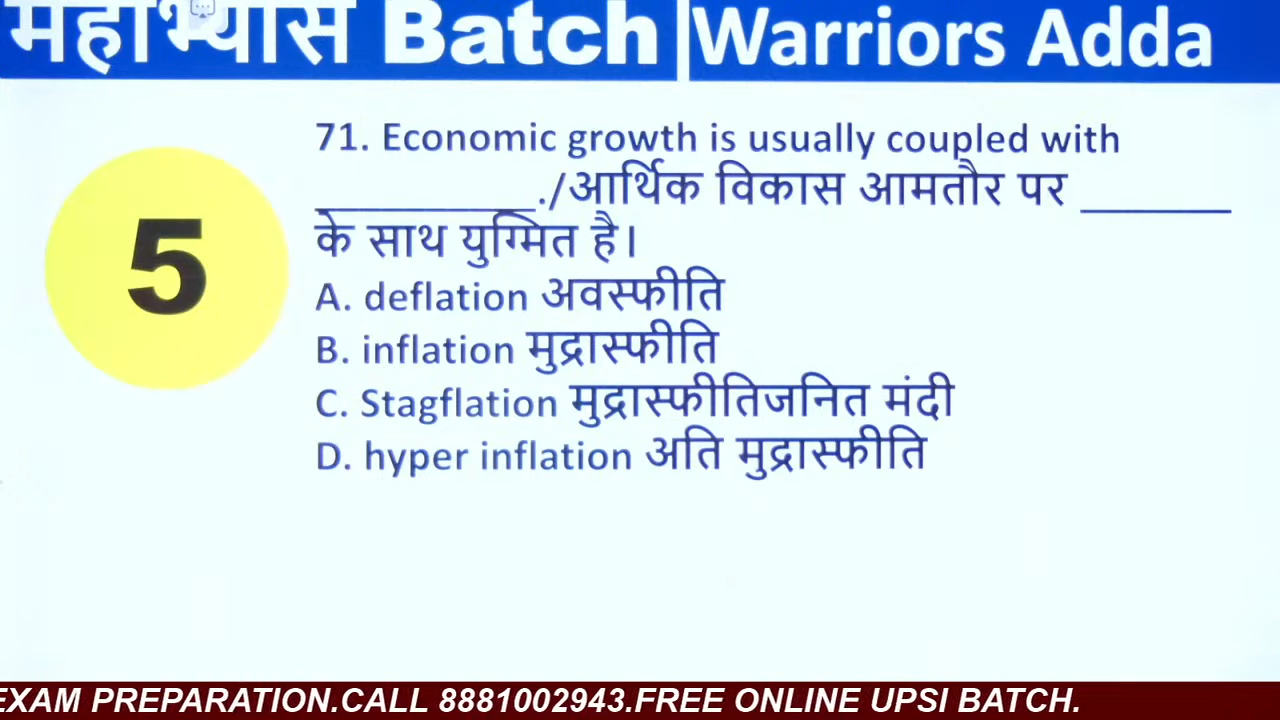 महाभ्यास Batch Warriors Adda
5
71. Economic growth is usually coupled with
__________./आर्थिक विकास आमतौर पर _______
के साथ युग्मित है।
A. deflation अवस्फीति
B. inflation मुद्रास्फीति
C. Stagflation मुद्रास्फीतिजनित मंदी
D. hyper inflation अति मुद्रास्फीति
EXAM PREPARATION.CALL 8881002943.FREE ONLINE UPSI BATCH.